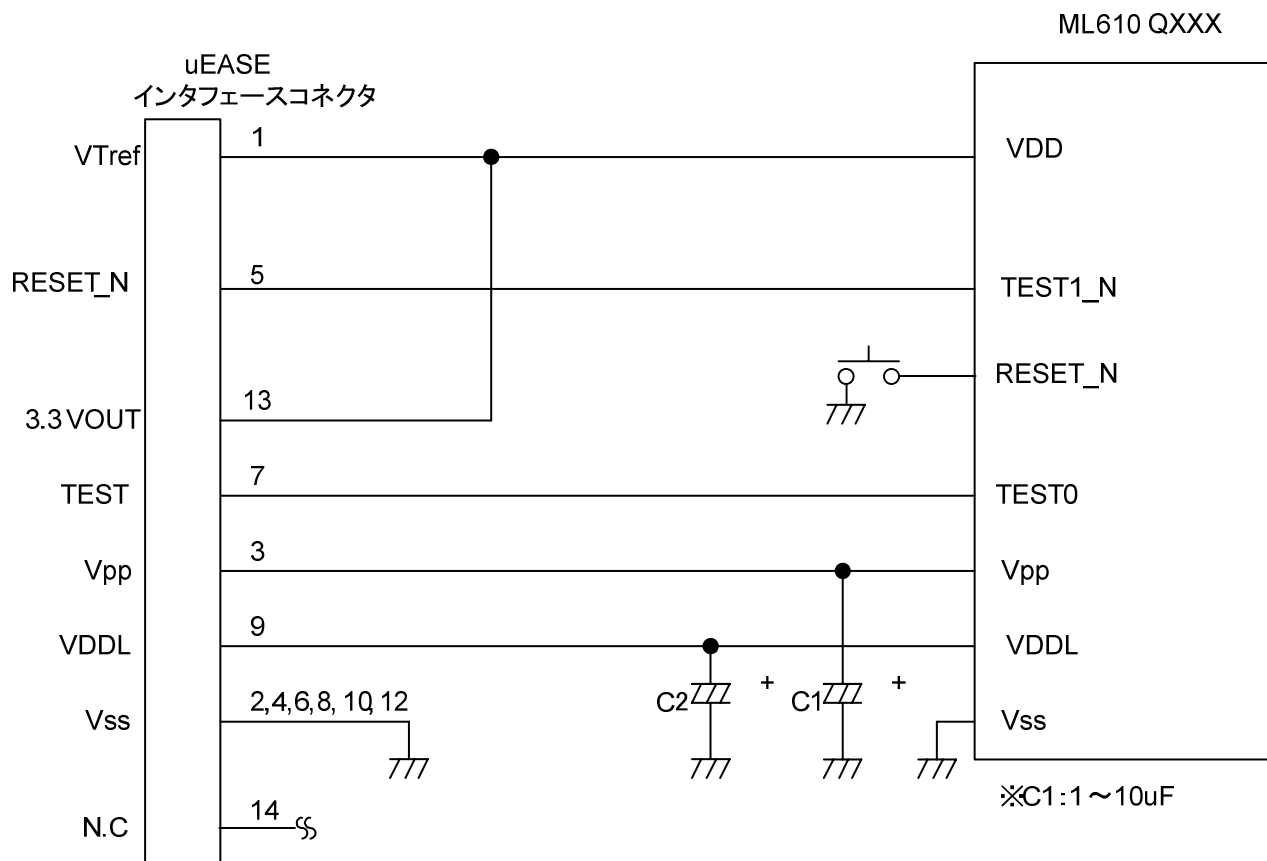 ML610 QXXX
uEASE
インタフェースコネクタ
VTref
1
VDD
RESET_N
5
TEST1_N
RESET_N
3.3 VOUT
13
TEST
7
TEST0
Vpp
3
Vpp
VDDL
9
VDDL
C2
+
C1
+
Vss
2,4,6,8, 10, 12
Vss
※C1:1～10uF
N.C
14